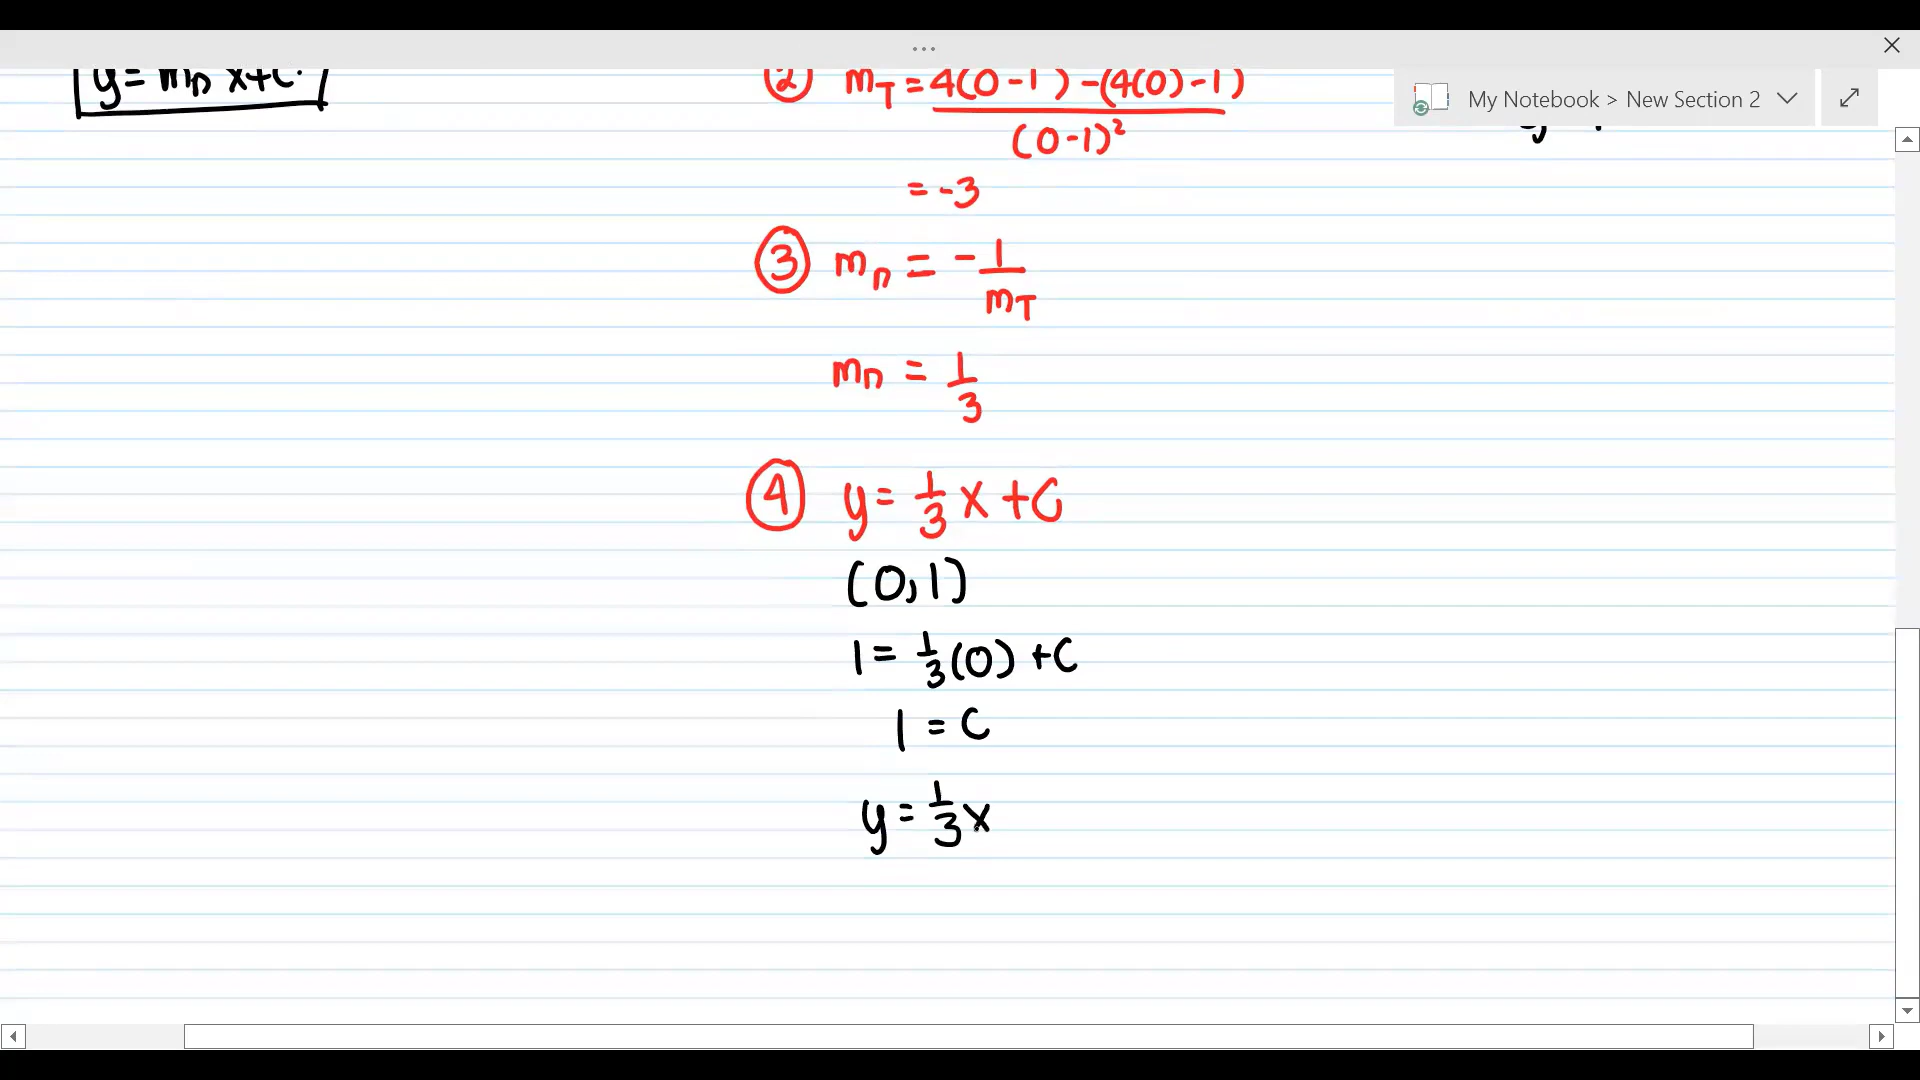 y = mn x + c.
② mT = 4(0-1) - (4(0)-1)
(0-1)²
My Notebook > New Section 2
= -3
③ mn = - 1
mT
mn = 1
3
④ y = 1/3 x + C
(0,1)
1 = 1/3 (0) + C
1 = C
y = 1/3 x